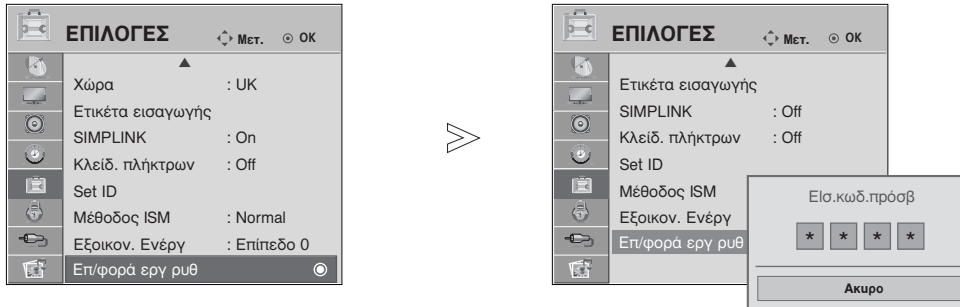 ΕΠΙΛΟΓΕΣ Μετ. OK
Χώρα : UK
Ετικέτα εισαγωγής
SIMPLINK : On
Κλείδ. πλήκτρων : Off
Set ID
Μέθοδος ISM : Normal
Εξοικον. Ενέργ : Επίπεδο 0
Επ/φορά εργ ρυθ
ΕΠΙΛΟΓΕΣ Μετ. OK
Ετικέτα εισαγωγής
SIMPLINK : Off
Κλείδ. πλήκτρων : Off
Set ID
Μέθοδος ISM
Εξοικον. Ενέργ
Επ/φορά εργ ρυθ
ΕΙσ.κωδ.πρόσβ
* * * *
Ακυρο